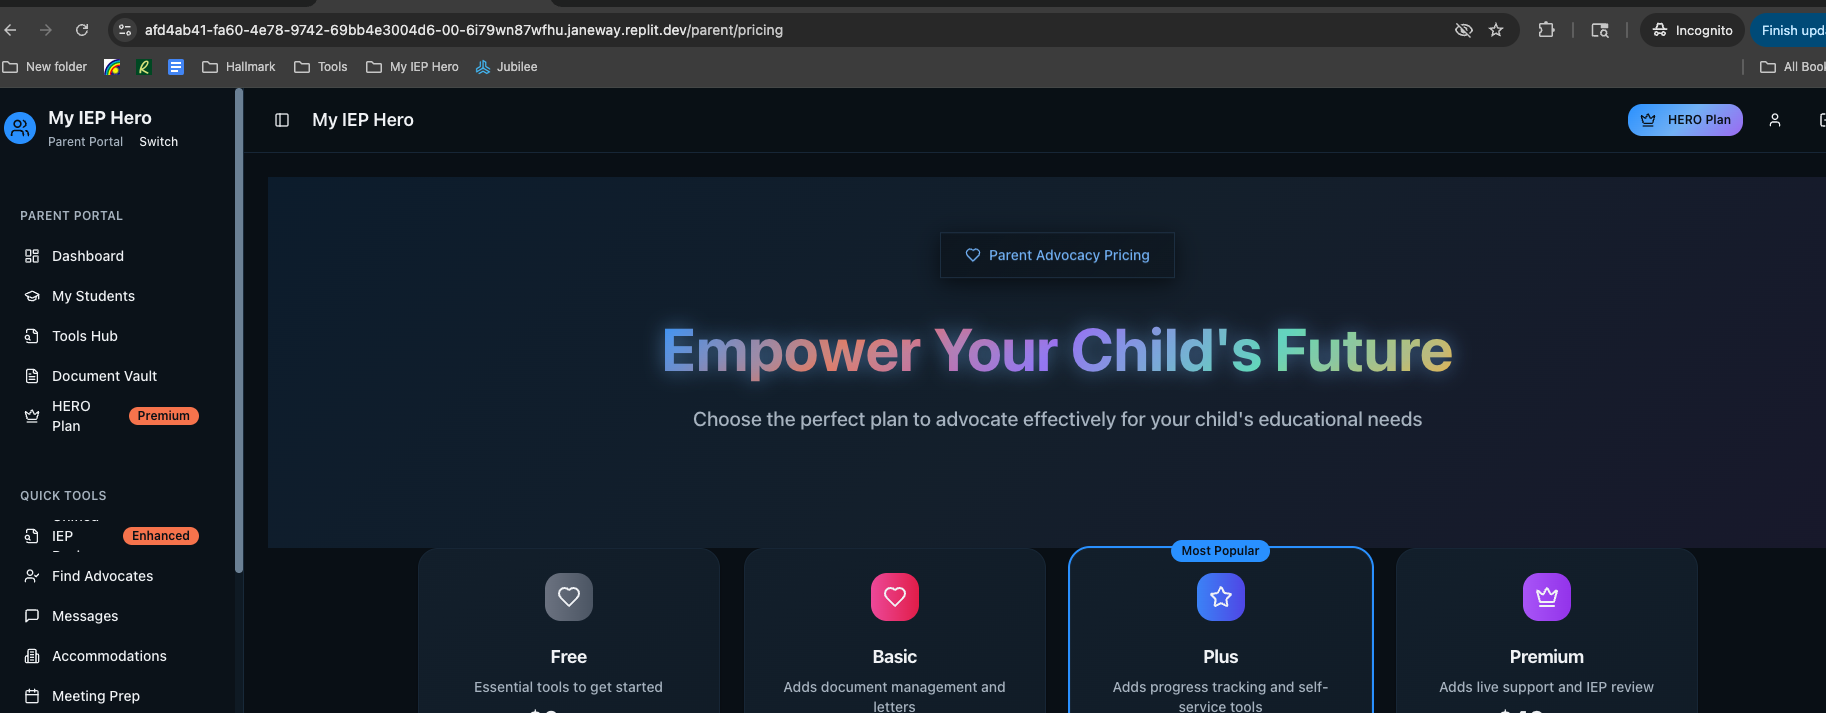 afd4ab41-fa60-4e78-9742-69bb4e3004d6-00-6i79wn87wfhu.janeway.replit.dev/parent/pricing
Incognito
Finish upd
New folder
Hallmark
Tools
My IEP Hero
Jubilee
All Boo
My IEP Hero
Parent Portal Switch
My IEP Hero
HERO Plan
PARENT PORTAL
Dashboard
My Students
Tools Hub
Document Vault
HERO
Plan
Premium
QUICK TOOLS
IEP
Enhanced
Find Advocates
Messages
Accommodations
Meeting Prep
Parent Advocacy Pricing
Empower Your Child's Future
Choose the perfect plan to advocate effectively for your child's educational needs
Free
Essential tools to get started
Basic
Adds document management and
letters
Most Popular
Plus
Adds progress tracking and self-
service tools
Premium
Adds live support and IEP review